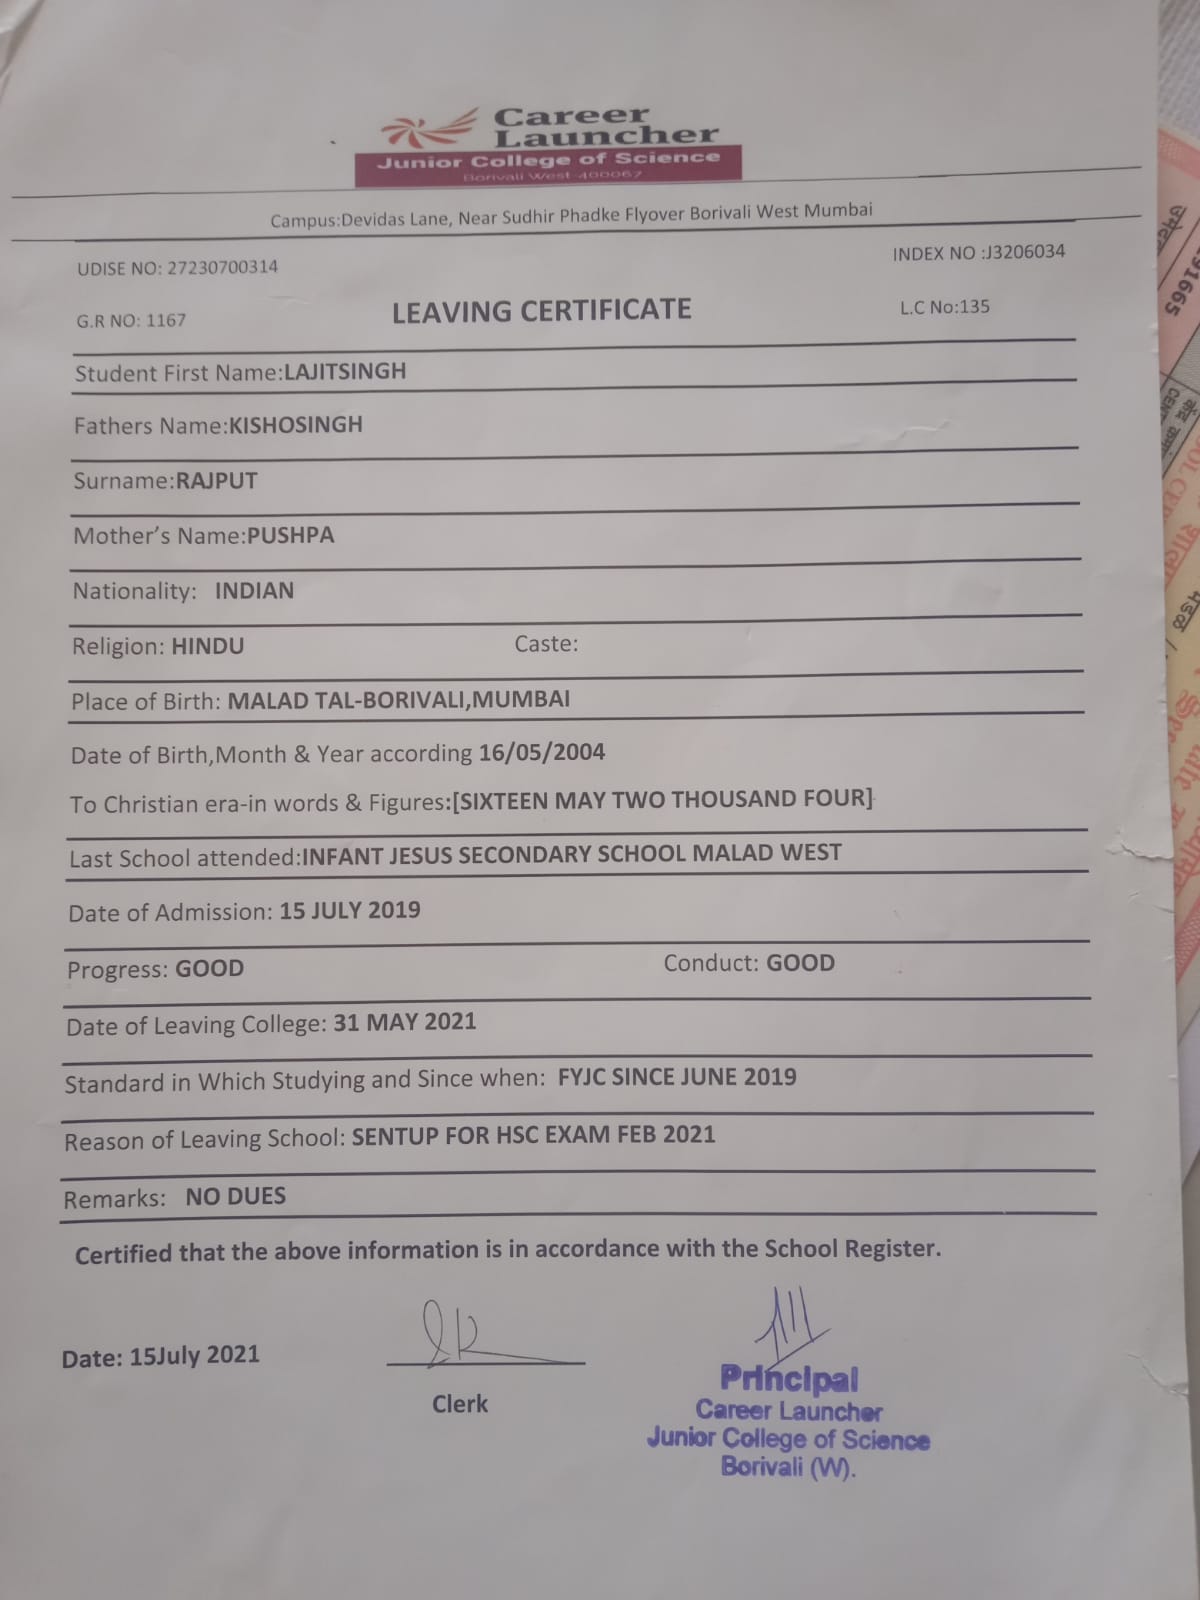 Career
Launcher
Junior College of Science
Borivali West-400067
Campus:Devidas Lane, Near Sudhir Phadke Flyover Borivali West Mumbai
UDISE NO: 27230700314 INDEX NO :J3206034
G.R NO: 1167 LEAVING CERTIFICATE L.C No:135
Student First Name:LAJITSINGH
Fathers Name:KISHOSINGH
Surname:RAJPUT
Mother’s Name:PUSHPA
Nationality: INDIAN
Religion: HINDU Caste:
Place of Birth: MALAD TAL-BORIVALI,MUMBAI
Date of Birth,Month & Year according 16/05/2004
To Christian era-in words & Figures:[SIXTEEN MAY TWO THOUSAND FOUR]
Last School attended:INFANT JESUS SECONDARY SCHOOL MALAD WEST
Date of Admission: 15 JULY 2019
Progress: GOOD Conduct: GOOD
Date of Leaving College: 31 MAY 2021
Standard in Which Studying and Since when: FYJC SINCE JUNE 2019
Reason of Leaving School: SENTUP FOR HSC EXAM FEB 2021
Remarks: NO DUES
Certified that the above information is in accordance with the School Register.
Date: 15July 2021
Clerk
Principal
Career Launcher
Junior College of Science
Borivali (W).